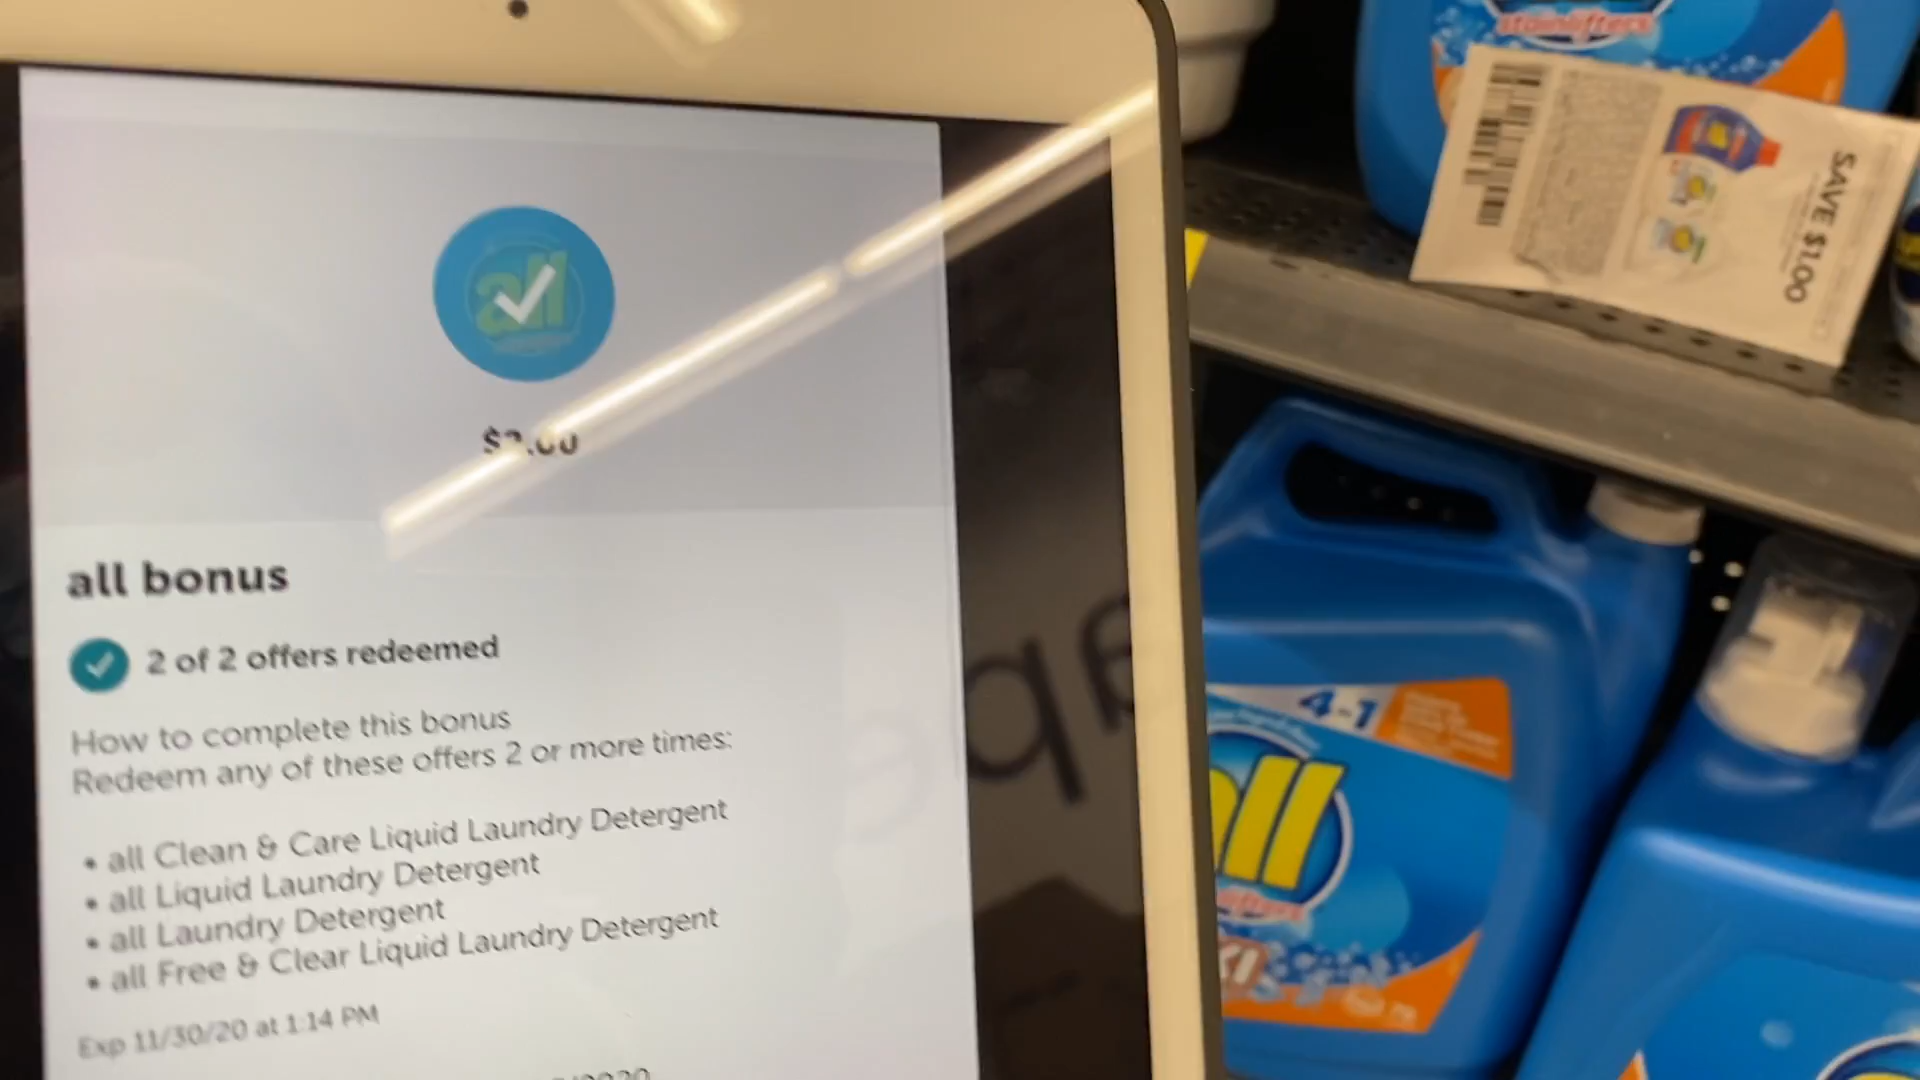 all
all bonus
2 of 2 offers redeemed
How to complete this bonus
Redeem any of these offers 2 or more times:
• all Clean & Care Liquid Laundry Detergent
• all Liquid Laundry Detergent
• all Laundry Detergent
• all Free & Clear Liquid Laundry Detergent
Exp 11/30/20 at 1:14 PM
stainlifters
SAVE $1.00
4-1
all